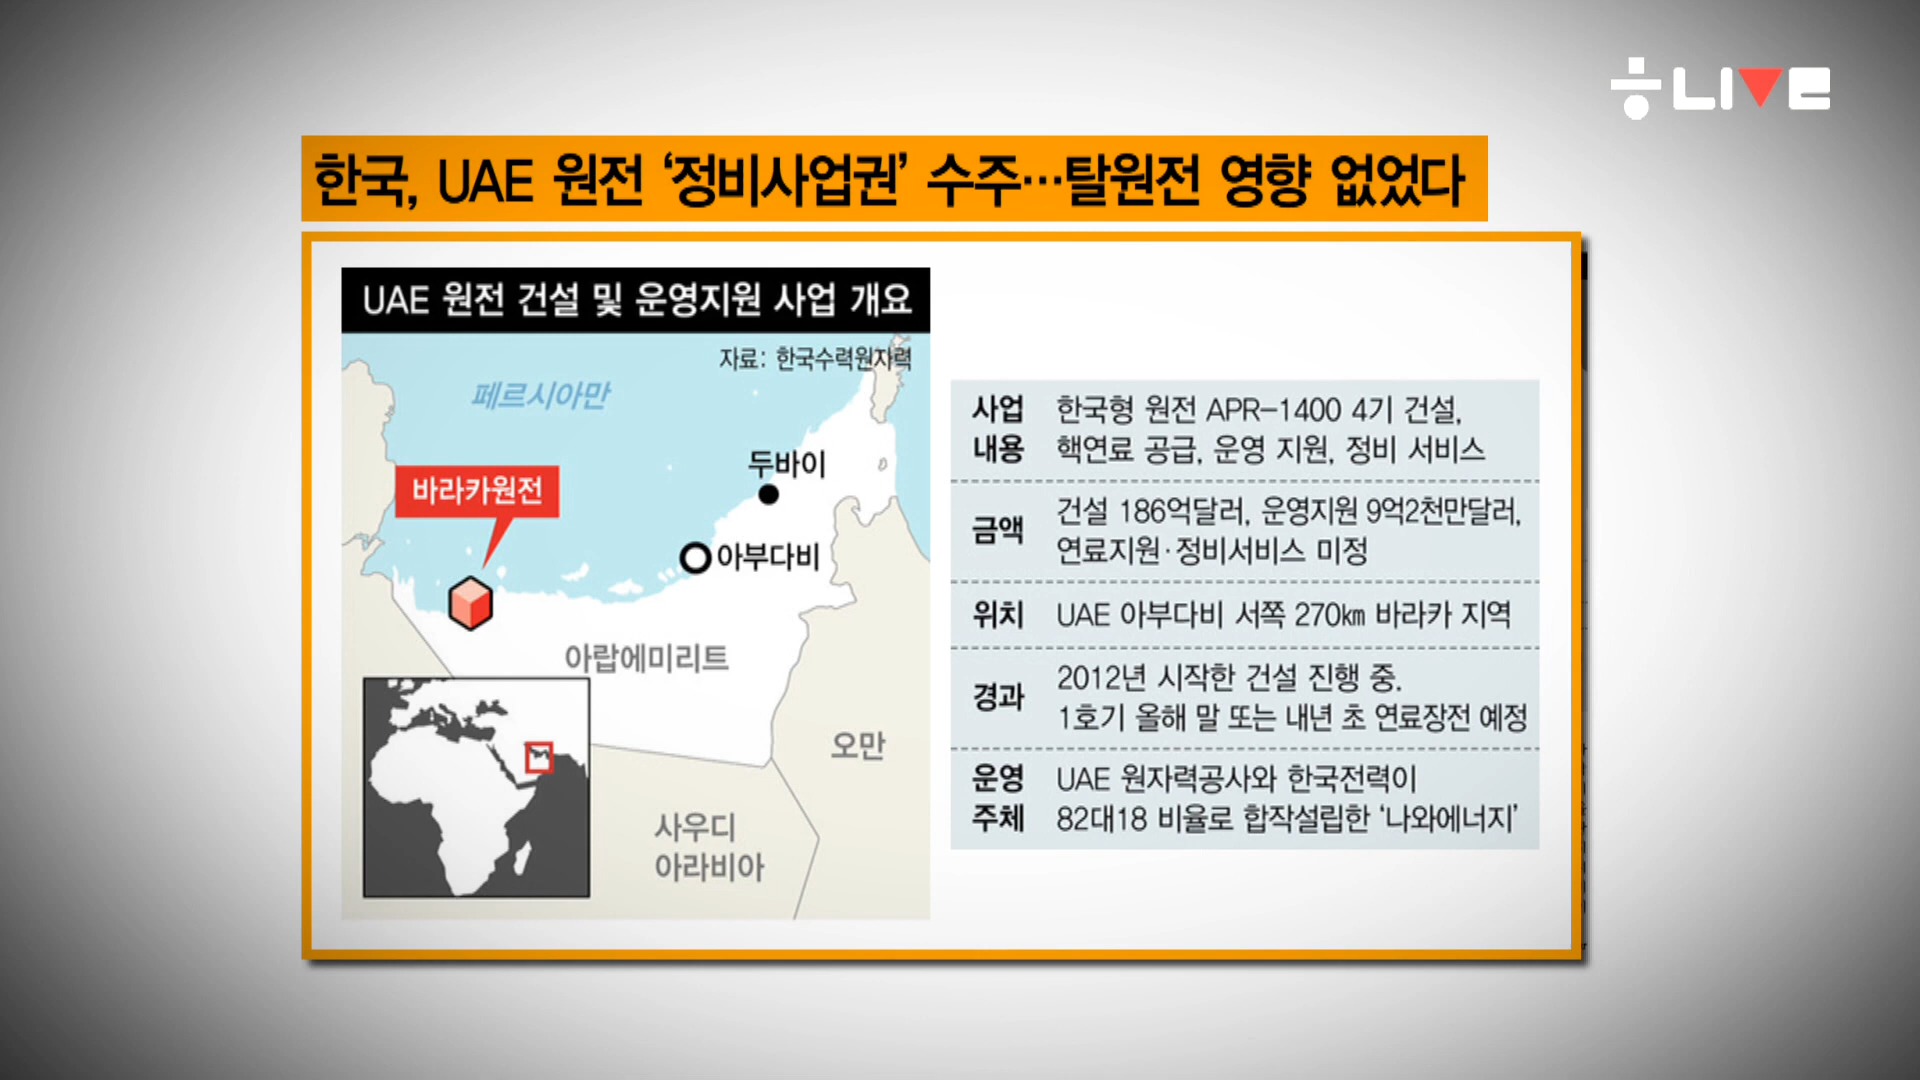 LIVE
한국, UAE 원전 ‘정비사업권’ 수주…탈원전 영향 없었다
UAE 원전 건설 및 운영지원 사업 개요
자료: 한국수력원자력
페르시아만
두바이
바라카원전
아부다비
아랍에미리트
오만
사우디
아라비아
사업 한국형 원전 APR-1400 4기 건설,
내용 핵연료 공급, 운영 지원, 정비 서비스
금액 건설 186억달러, 운영지원 9억2천만달러,
연료지원·정비서비스 미정
위치 UAE 아부다비 서쪽 270㎞ 바라카 지역
경과 2012년 시작한 건설 진행 중.
1호기 올해 말 또는 내년 초 연료장전 예정
운영 UAE 원자력공사와 한국전력이
주체 82대18 비율로 합작설립한 ‘나와에너지’